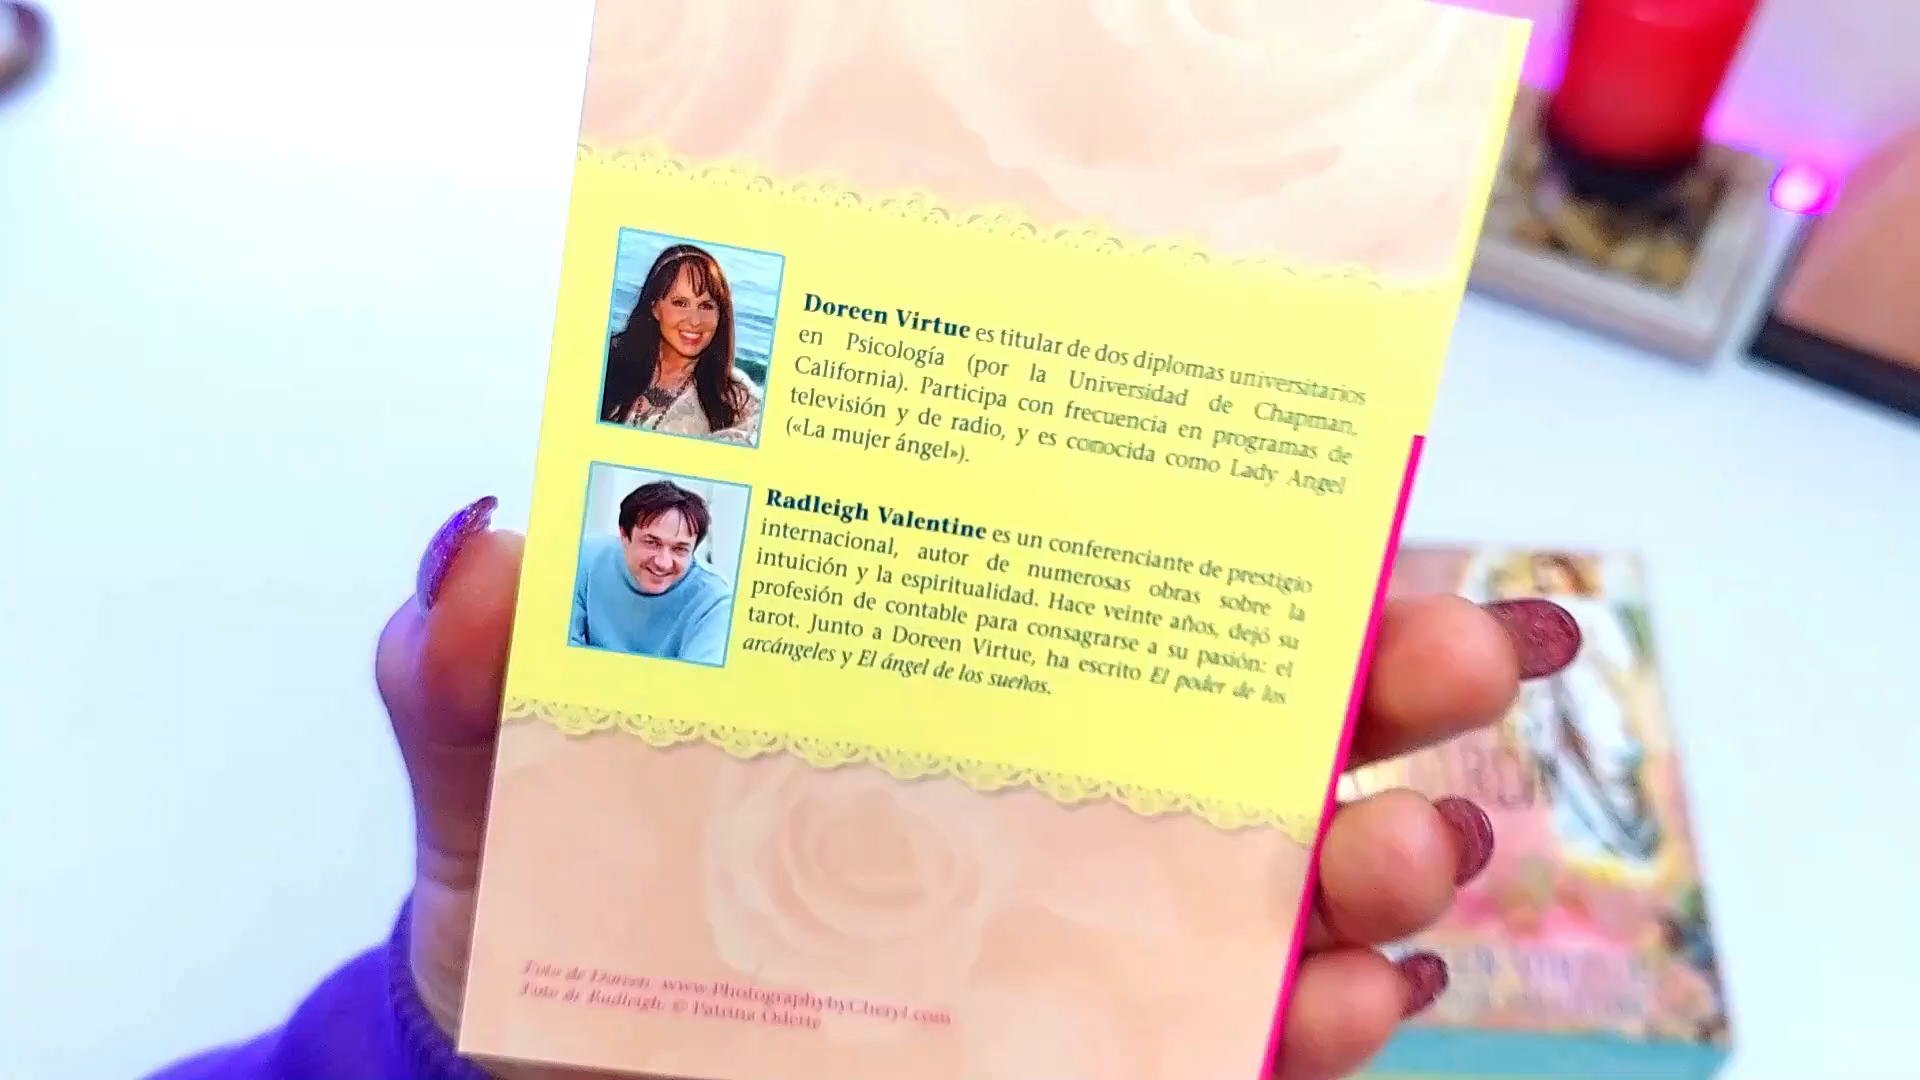 Doreen Virtue es titular de dos diplomas universitarios
en Psicología (por la Universidad de Chapman,
California). Participa con frecuencia en programas de
televisión y de radio, y es conocida como Lady Angel
(«La mujer ángel»).
Radleigh Valentine es un conferenciante de prestigio
internacional, autor de numerosas obras sobre la
intuición y la espiritualidad. Hace veinte años, dejó su
profesión de contable para consagrarse a su pasión: el
tarot. Junto a Doreen Virtue, ha escrito El poder de los
arcángeles y El ángel de los sueños.
Foto de Doreen: www.PhotographybyCheryl.com
Foto de Radleigh: © Patrina Odette